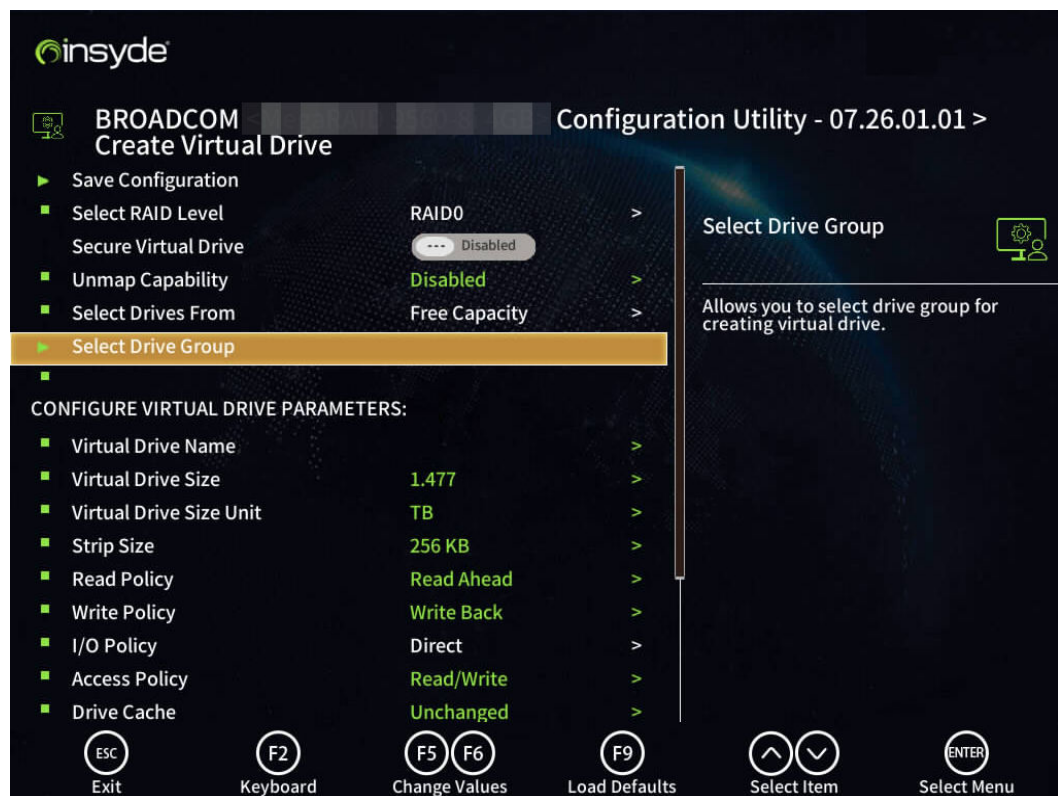 insyde
BROADCOM Configuration Utility - 07.26.01.01 >
Create Virtual Drive
Save Configuration
Select RAID Level RAID0 >
Secure Virtual Drive --- Disabled
Unmap Capability Disabled >
Select Drives From Free Capacity >
Select Drive Group
CONFIGURE VIRTUAL DRIVE PARAMETERS:
Virtual Drive Name >
Virtual Drive Size 1.477 >
Virtual Drive Size Unit TB >
Strip Size 256 KB >
Read Policy Read Ahead >
Write Policy Write Back >
I/O Policy Direct >
Access Policy Read/Write >
Drive Cache Unchanged >
Select Drive Group
Allows you to select drive group for
creating virtual drive.
ESC F2 F5 F6 F9 ENTER
Exit Keyboard Change Values Load Defaults Select Item Select Menu